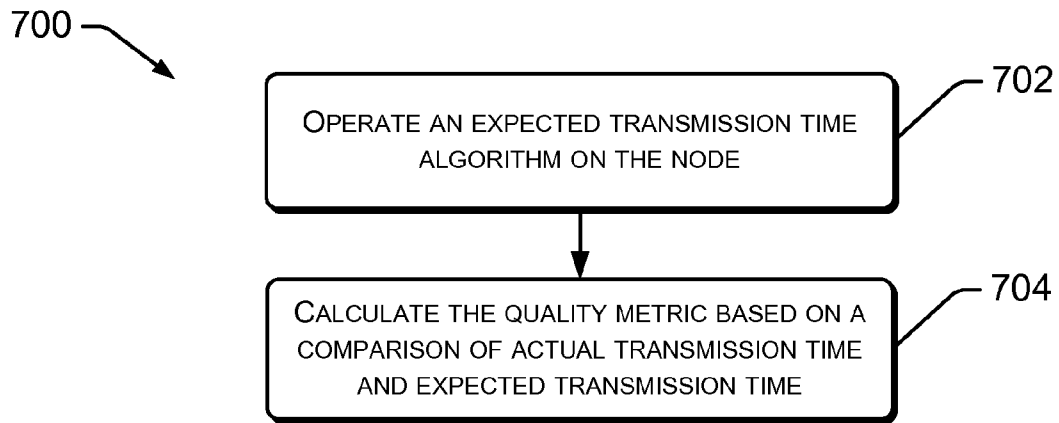 700
702
OPERATE AN EXPECTED TRANSMISSION TIME
ALGORITHM ON THE NODE
704
CALCULATE THE QUALITY METRIC BASED ON A
COMPARISON OF ACTUAL TRANSMISSION TIME
AND EXPECTED TRANSMISSION TIME